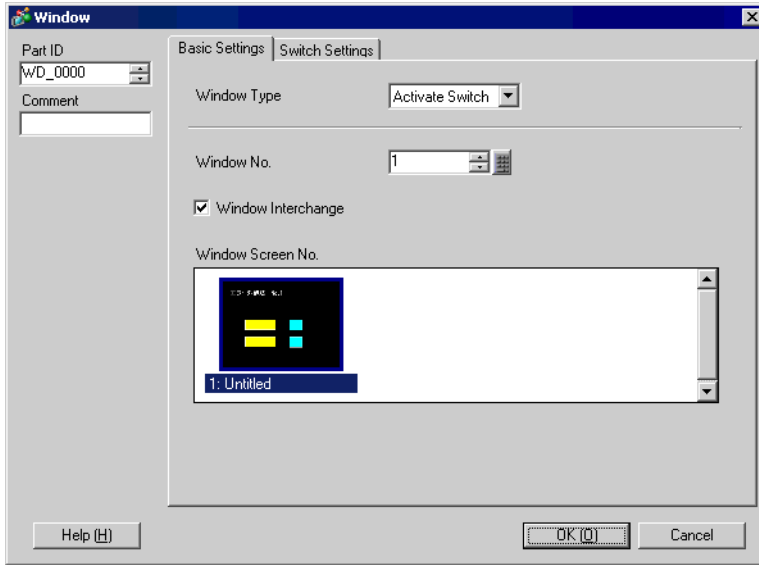 Window
Part ID
WD_0000
Comment
Basic Settings
Switch Settings
Window Type
Activate Switch
Window No.
1
Window Interchange
Window Screen No.
1: Untitled
Help (H)
OK (O)
Cancel